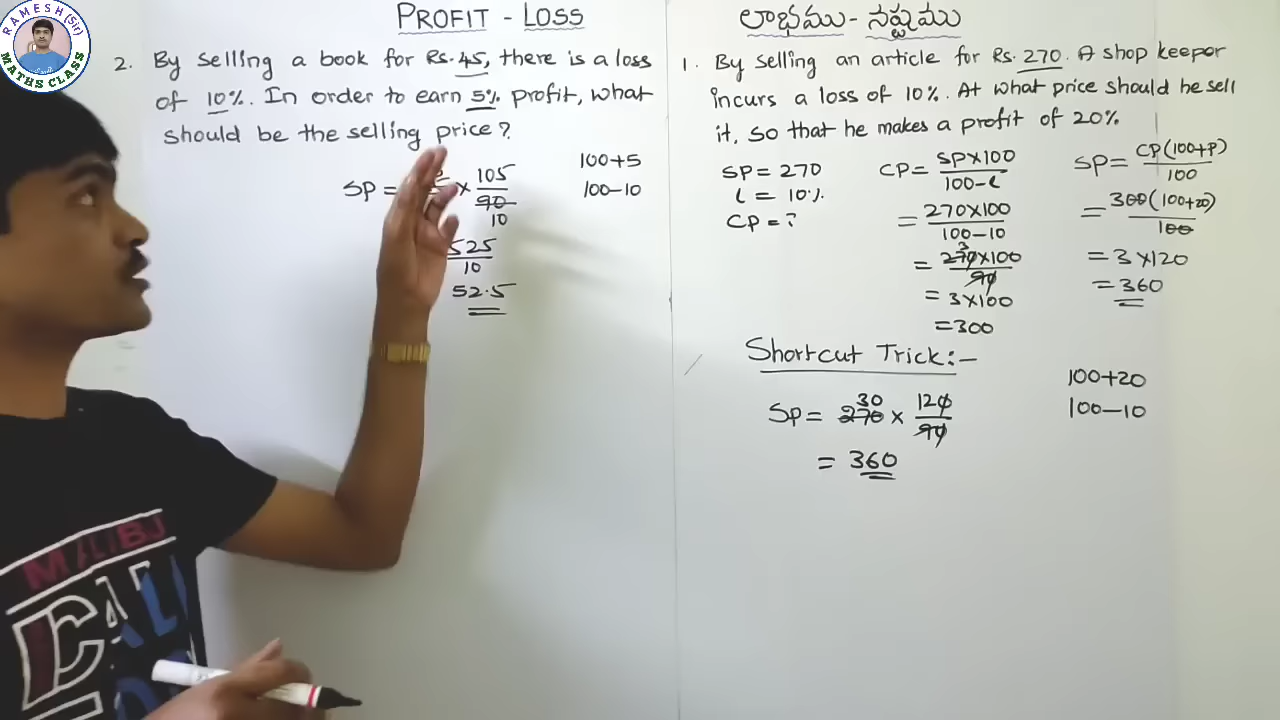 RAMESH (Sir)
MATHS CLASS
PROFIT - LOSS
లాభము - నష్టము
2. By selling a book for Rs. 45, there is a loss
of 10%. In order to earn 5% profit, what
should be the selling price?
SP = × 105
90
10
100+5
100-10
525
10
52.5
1. By selling an article for Rs. 270. A shop keeper
incurs a loss of 10%. At what price should he sell
it, so that he makes a profit of 20%
SP = 270
l = 10%
CP = ?
CP = SP×100
100-l
= 270×100
100-10
3
= 270×100
90
= 3×100
= 300
SP = CP(100+P)
100
= 300(100+20)
100
= 3×120
= 360
Shortcut Trick:-
30
SP = 270 × 120
90
= 360
100+20
100-10
MALIBU